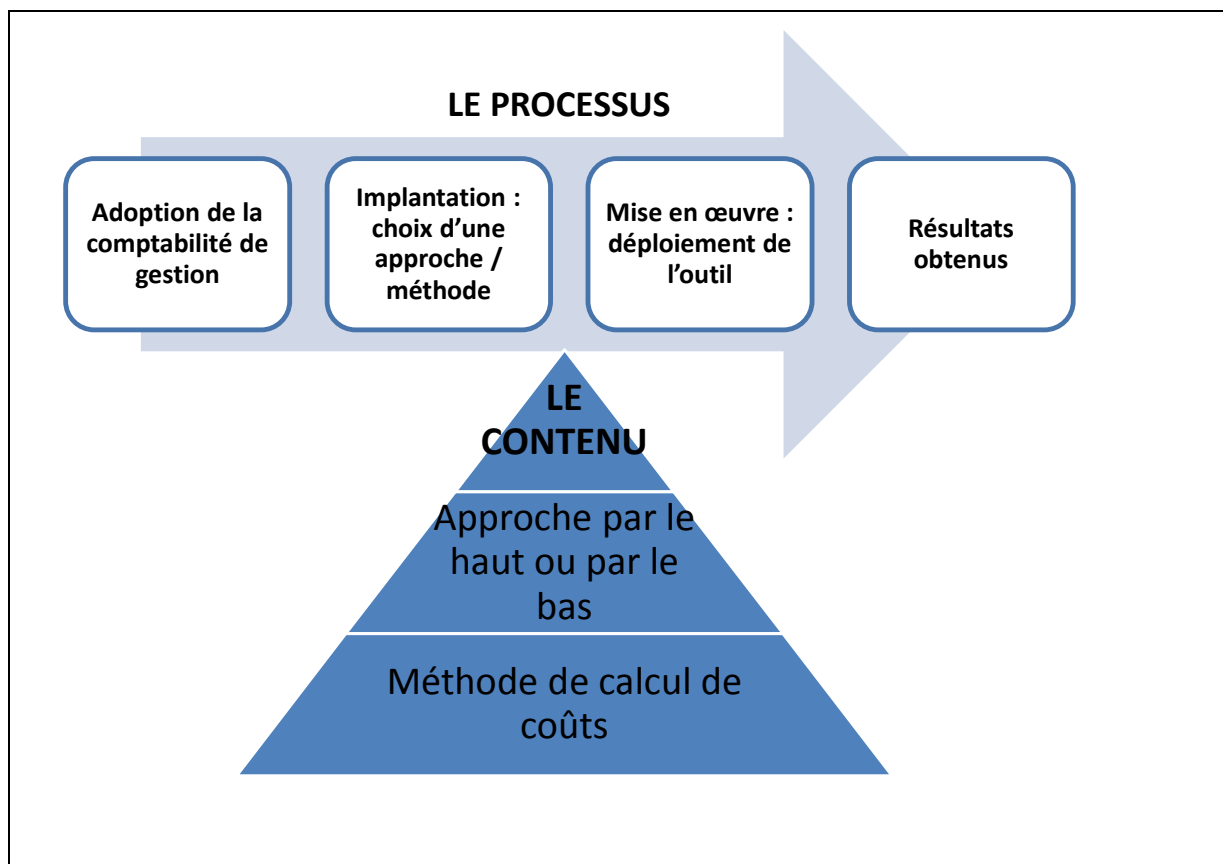 LE PROCESSUS
Adoption de la
comptabilité de
gestion
Implantation :
choix d’une
approche /
méthode
Mise en œuvre :
déploiement de
l’outil
Résultats
obtenus
LE
CONTENU
Approche par le
haut ou par le
bas
Méthode de calcul de
coûts